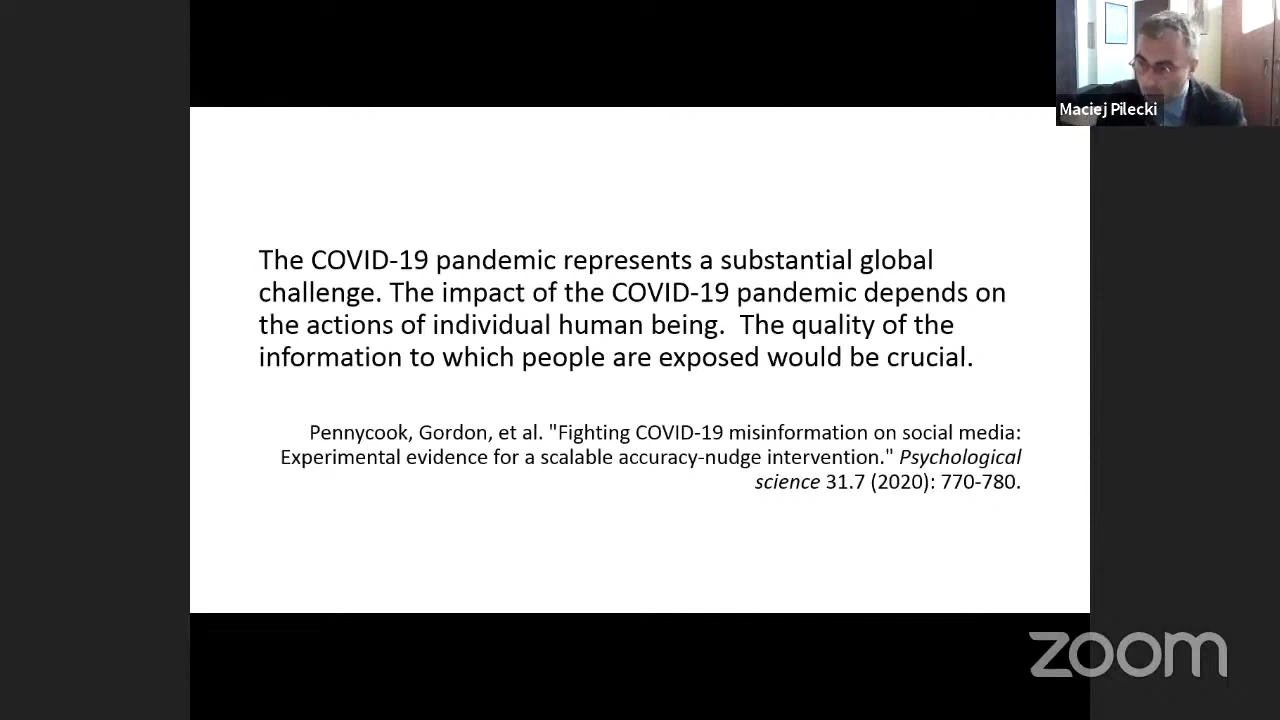 Maciej Pilecki
The COVID-19 pandemic represents a substantial global
challenge. The impact of the COVID-19 pandemic depends on
the actions of individual human being.  The quality of the
information to which people are exposed would be crucial.
Pennycook, Gordon, et al. "Fighting COVID-19 misinformation on social media:
Experimental evidence for a scalable accuracy-nudge intervention." Psychological
science 31.7 (2020): 770-780.
zoom